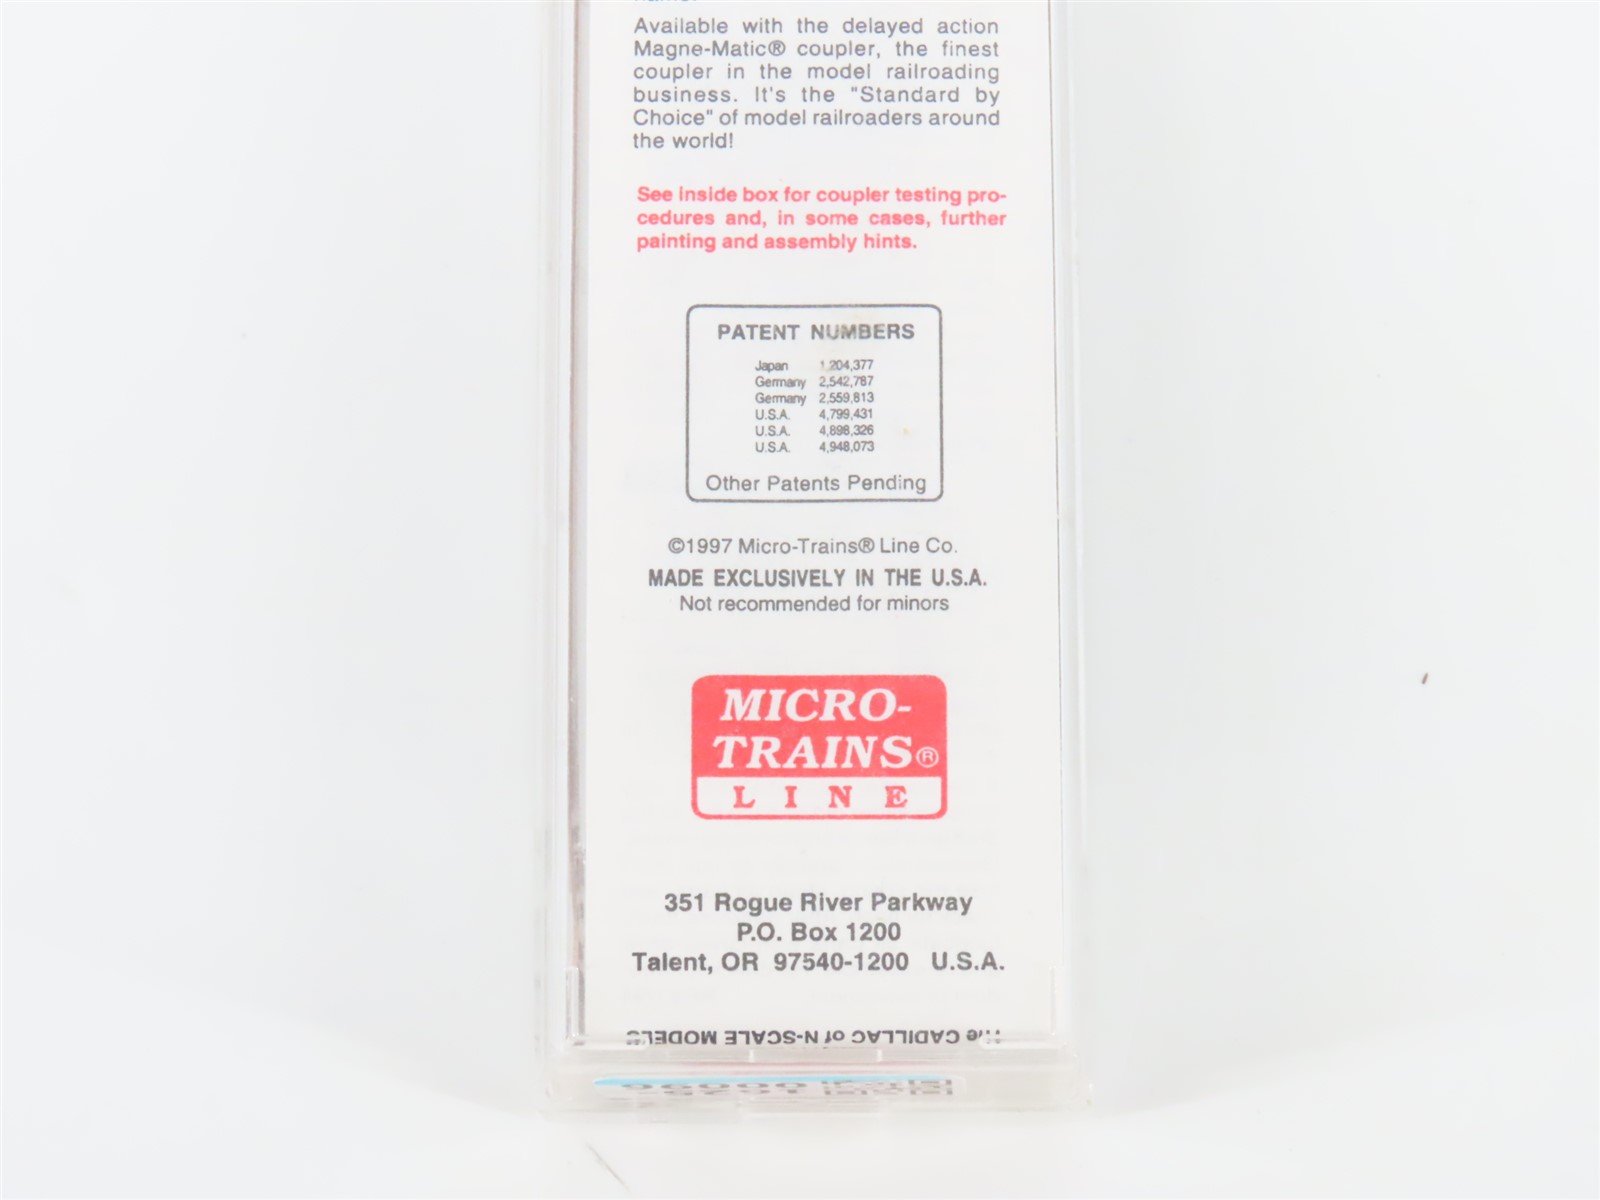 Available with the delayed action
Magne-Matic® coupler, the finest
coupler in the model railroading
business. It's the "Standard by
Choice" of model railroaders around
the world!
See inside box for coupler testing pro-
cedures and, in some cases, further
painting and assembly hints.
PATENT NUMBERS
Japan 1,204,377
Germany 2,542,787
Germany 2,559,813
U.S.A. 4,799,431
U.S.A. 4,898,326
U.S.A. 4,948,073
Other Patents Pending
©1997 Micro-Trains® Line Co.
MADE EXCLUSIVELY IN THE U.S.A.
Not recommended for minors
MICRO-
TRAINS®
LINE
351 Rogue River Parkway
P.O. Box 1200
Talent, OR 97540-1200 U.S.A.
The CADILLAC of N-SCALE MODELS